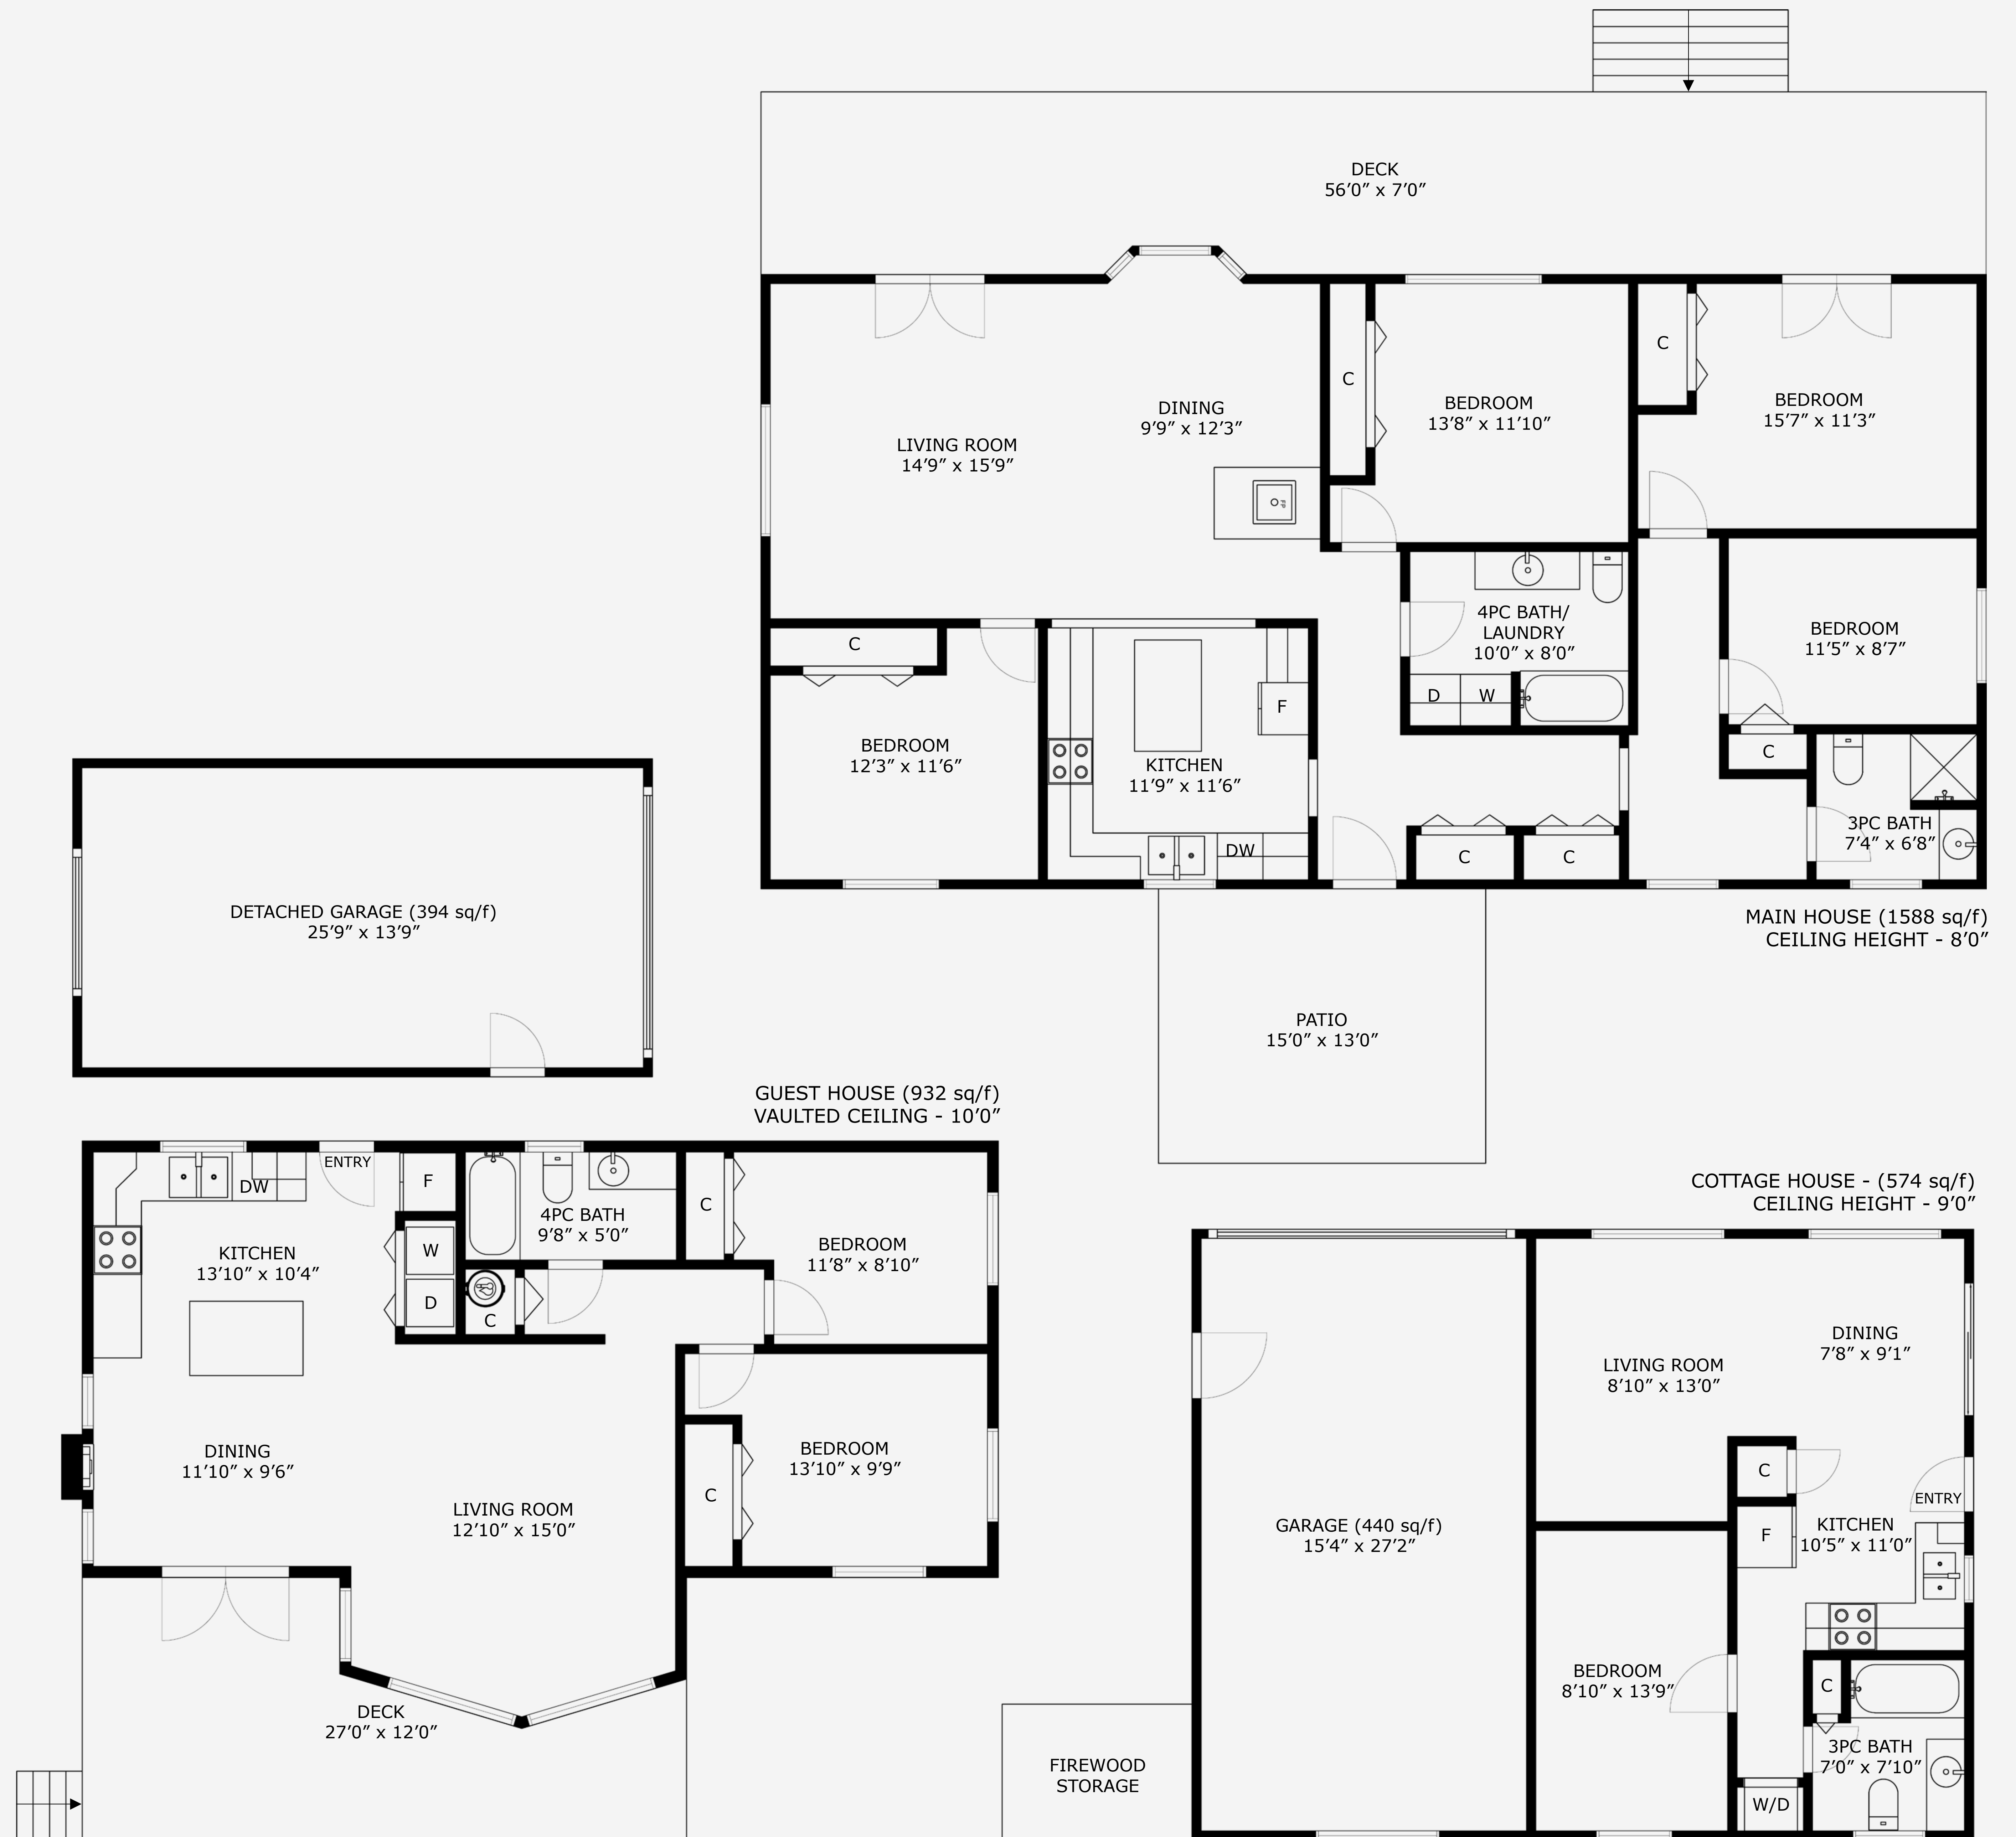 DECK
56’0” x 7’0”
LIVING ROOM
14’9” x 15’9”
DINING
9’9” x 12’3”
FP
C
BEDROOM
13’8” x 11’10”
C
BEDROOM
15’7” x 11’3”
4PC BATH/
LAUNDRY
10’0” x 8’0”
D
W
BEDROOM
11’5” x 8’7”
C
C
BEDROOM
12’3” x 11’6”
F
KITCHEN
11’9” x 11’6”
DW
C
C
3PC BATH
7’4” x 6’8”
MAIN HOUSE (1588 sq/f)
CEILING HEIGHT - 8’0”
PATIO
15’0” x 13’0”
DETACHED GARAGE (394 sq/f)
25’9” x 13’9”
GUEST HOUSE (932 sq/f)
VAULTED CEILING - 10’0”
ENTRY
DW
F
KITCHEN
13’10” x 10’4”
W
D
4PC BATH
9’8” x 5’0”
C
C
BEDROOM
11’8” x 8’10”
DINING
11’10” x 9’6”
LIVING ROOM
12’10” x 15’0”
C
BEDROOM
13’10” x 9’9”
DECK
27’0” x 12’0”
FIREWOOD
STORAGE
COTTAGE HOUSE - (574 sq/f)
CEILING HEIGHT - 9’0”
GARAGE (440 sq/f)
15’4” x 27’2”
LIVING ROOM
8’10” x 13’0”
DINING
7’8” x 9’1”
C
ENTRY
F
KITCHEN
10’5” x 11’0”
BEDROOM
8’10” x 13’9”
C
3PC BATH
7’0” x 7’10”
W/D